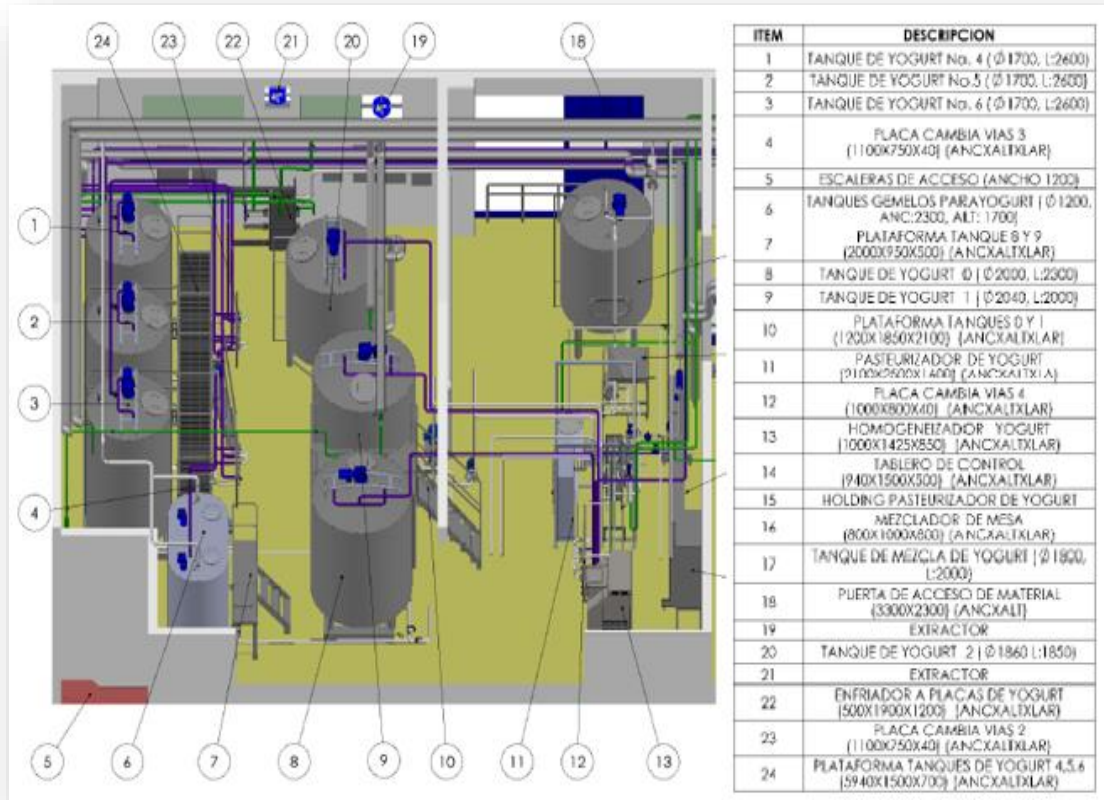 24 23 22 21 20 19 18
1
2
3
4
5 6 7 8 9 10 11 12 13
ITEM DESCRIPCION
1 TANQUE DE YOGURT No. 4 (Ø1700, L:2600)
2 TANQUE DE YOGURT No.5 (Ø1700, L:2600)
3 TANQUE DE YOGURT No. 6 (Ø1700, L:2600)
4 PLACA CAMBIA VIAS 3
(1100X750X40) (ANCXALTXLAR)
5 ESCALERAS DE ACCESO (ANCHO 1200)
6 TANQUES GEMELOS PARAYOGURT (Ø1200,
ANC:2300, ALT: 1700)
7 PLATAFORMA TANQUE 8 Y 9
(2000X950X500) (ANCXALTXLAR)
8 TANQUE DE YOGURT 0 (Ø2000, L:2300)
9 TANQUE DE YOGURT 1 (Ø2040, L:2000)
10 PLATAFORMA TANQUES 0 Y 1
(1200X1850X2100) (ANCXALTXLAR)
11 PASTEURIZADOR DE YOGURT
(2100X2600X1400) (ANCXALTXLA)
12 PLACA CAMBIA VIAS 4
(1000X800X40) (ANCXALTXLAR)
13 HOMOGENEIZADOR YOGURT
(1000X1425X850) (ANCXALTXLAR)
14 TABLERO DE CONTROL
(940X1500X500) (ANCXALTXLAR)
15 HOLDING PASTEURIZADOR DE YOGURT
16 MEZCLADOR DE MESA
(800X1000X800) (ANCXALTXLAR)
17 TANQUE DE MEZCLA DE YOGURT (Ø1800,
L:2000)
18 PUERTA DE ACCESO DE MATERIAL
(3300X2300) (ANCXALT)
19 EXTRACTOR
20 TANQUE DE YOGURT 2 (Ø1860 L:1850)
21 EXTRACTOR
22 ENFRIADOR A PLACAS DE YOGURT
(500X1900X1200) (ANCXALTXLAR)
23 PLACA CAMBIA VIAS 2
(1100X750X40) (ANCXALTXLAR)
24 PLATAFORMA TANQUES DE YOGURT 4,5,6
(5940X1500X700) (ANCXALTXLAR)